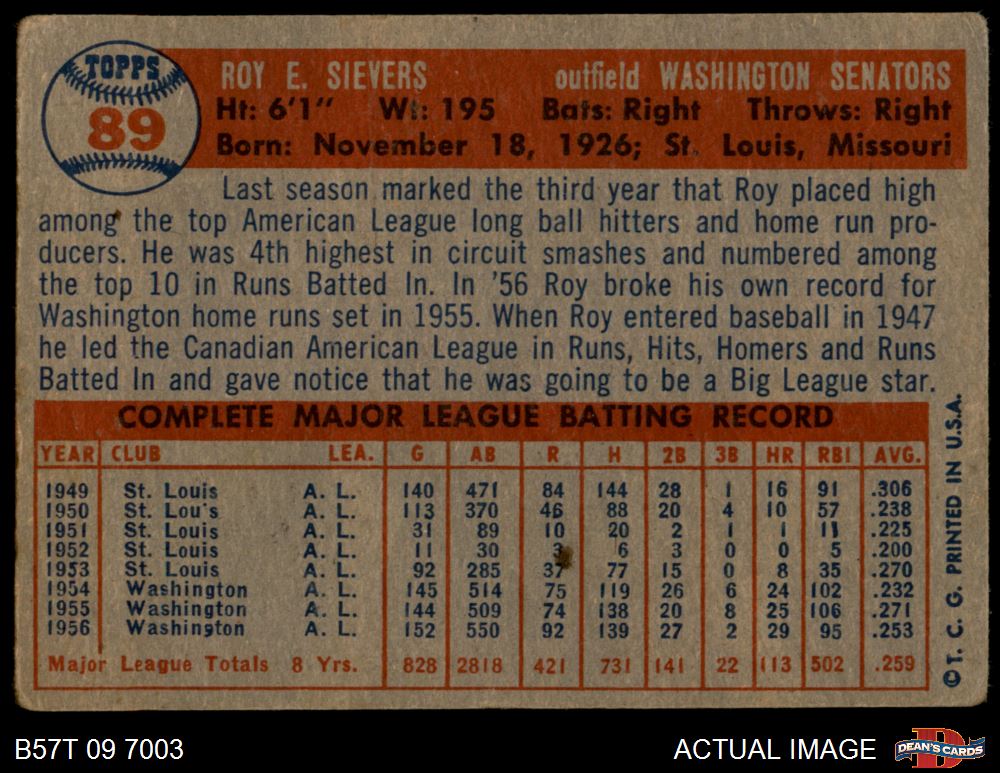 TOPPS
89
ROY E. SIEVERS outfield WASHINGTON SENATORS
Ht: 6'1" Wt: 195 Bats: Right Throws: Right
Born: November 18, 1926; St. Louis, Missouri
Last season marked the third year that Roy placed high
among the top American League long ball hitters and home run pro-
ducers. He was 4th highest in circuit smashes and numbered among
the top 10 in Runs Batted In. In '56 Roy broke his own record for
Washington home runs set in 1955. When Roy entered baseball in 1947
he led the Canadian American League in Runs, Hits, Homers and Runs
Batted In and gave notice that he was going to be a Big League star.
COMPLETE MAJOR LEAGUE BATTING RECORD
YEAR CLUB LEA. G AB R H 2B 3B HR RBI AVG.
1949 St. Louis A. L. 140 471 84 144 28 1 16 91 .306
1950 St. Lou's A. L. 113 370 46 88 20 4 10 57 .238
1951 St. Louis A. L. 31 89 10 20 2 1 1 11 .225
1952 St. Louis A. L. 11 30 3 6 3 0 0 5 .200
1953 St. Louis A. L. 92 285 37 77 15 0 8 35 .270
1954 Washington A. L. 145 514 75 119 26 6 24 102 .232
1955 Washington A. L. 144 509 74 138 20 8 25 106 .271
1956 Washington A. L. 152 550 92 139 27 2 29 95 .253
Major League Totals 8 Yrs. 828 2818 421 731 141 22 113 502 .259
©T. C. G. PRINTED IN U.S.A.
B57T 09 7003
ACTUAL IMAGE
DEAN'S CARDS